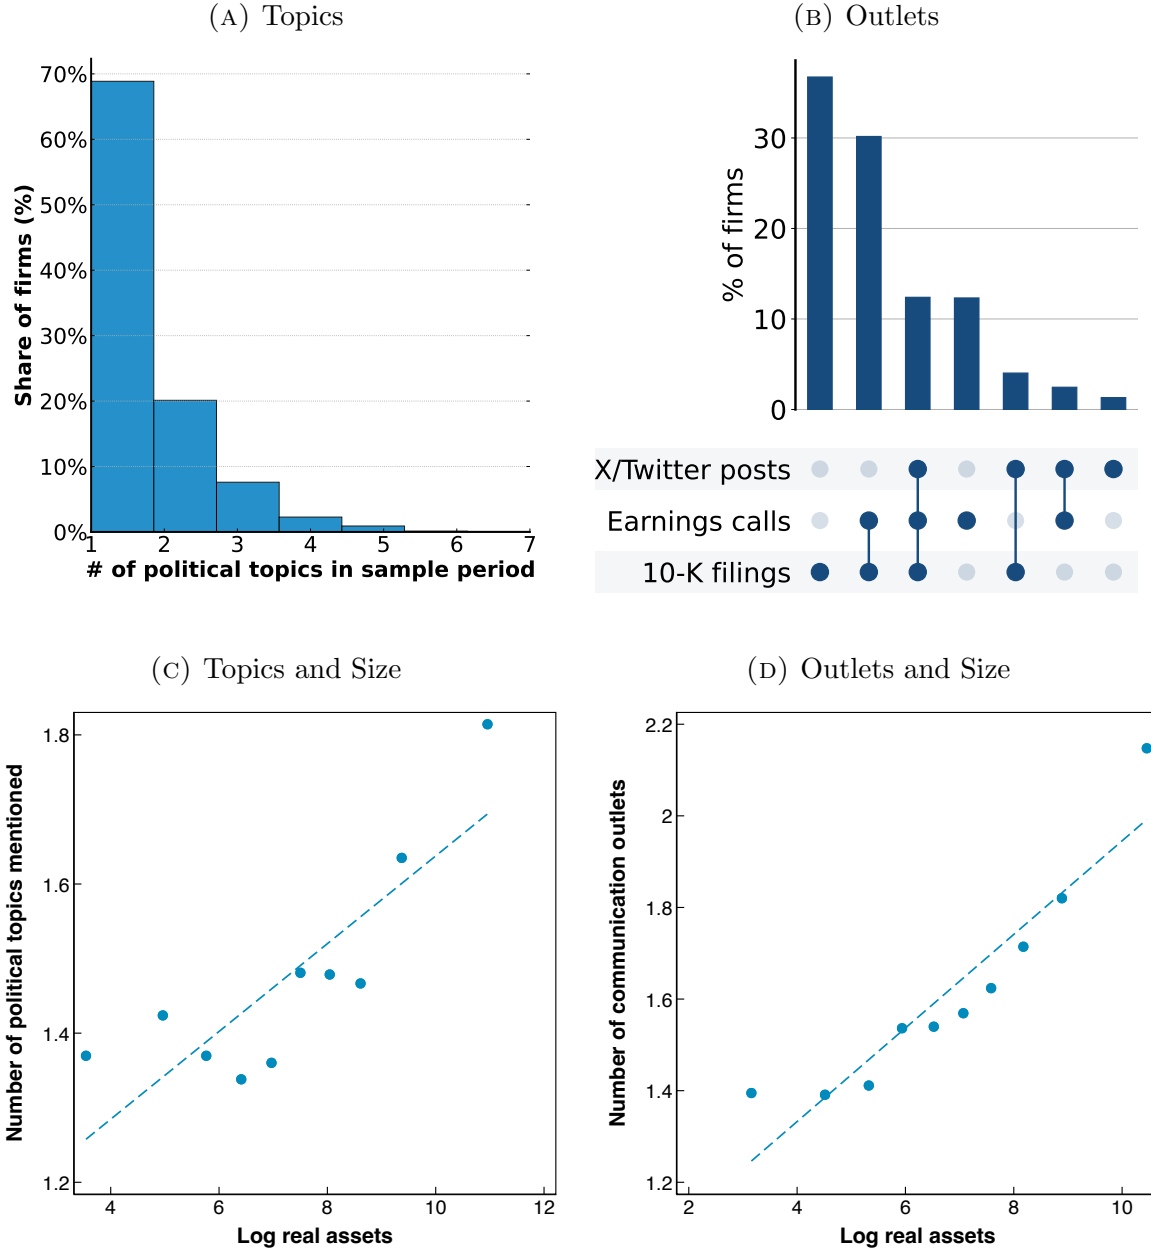 (A) Topics
70%
60%
50%
40%
30%
20%
10%
0%
Share of firms (%)
1 2 3 4 5 6 7
# of political topics in sample period
(B) Outlets
30
20
10
0
% of firms
X/Twitter posts
Earnings calls
10-K filings
(C) Topics and Size
1.8
1.6
1.4
1.2
Number of political topics mentioned
4 6 8 10 12
Log real assets
(D) Outlets and Size
2.2
2
1.8
1.6
1.4
1.2
Number of communication outlets
2 4 6 8 10
Log real assets